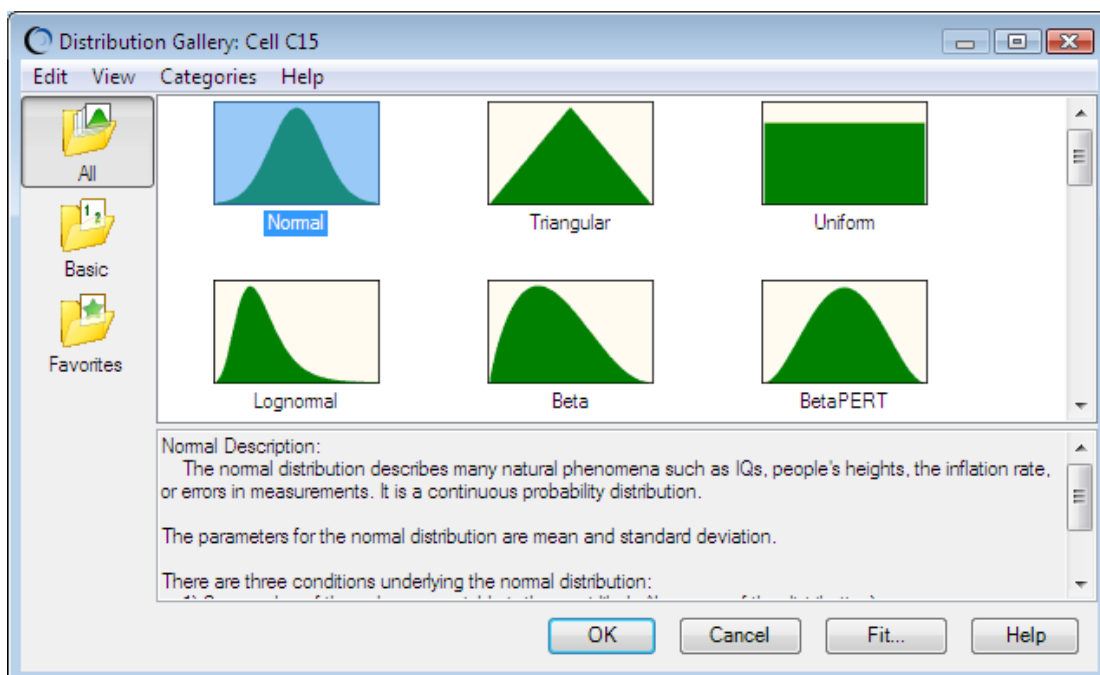 Distribution Gallery: Cell C15
Edit View Categories Help
All
Basic
Favorites
Normal Triangular Uniform
Lognormal Beta BetaPERT
Normal Description:
The normal distribution describes many natural phenomena such as IQs, people's heights, the inflation rate,
or errors in measurements. It is a continuous probability distribution.
The parameters for the normal distribution are mean and standard deviation.
There are three conditions underlying the normal distribution:
OK Cancel Fit... Help